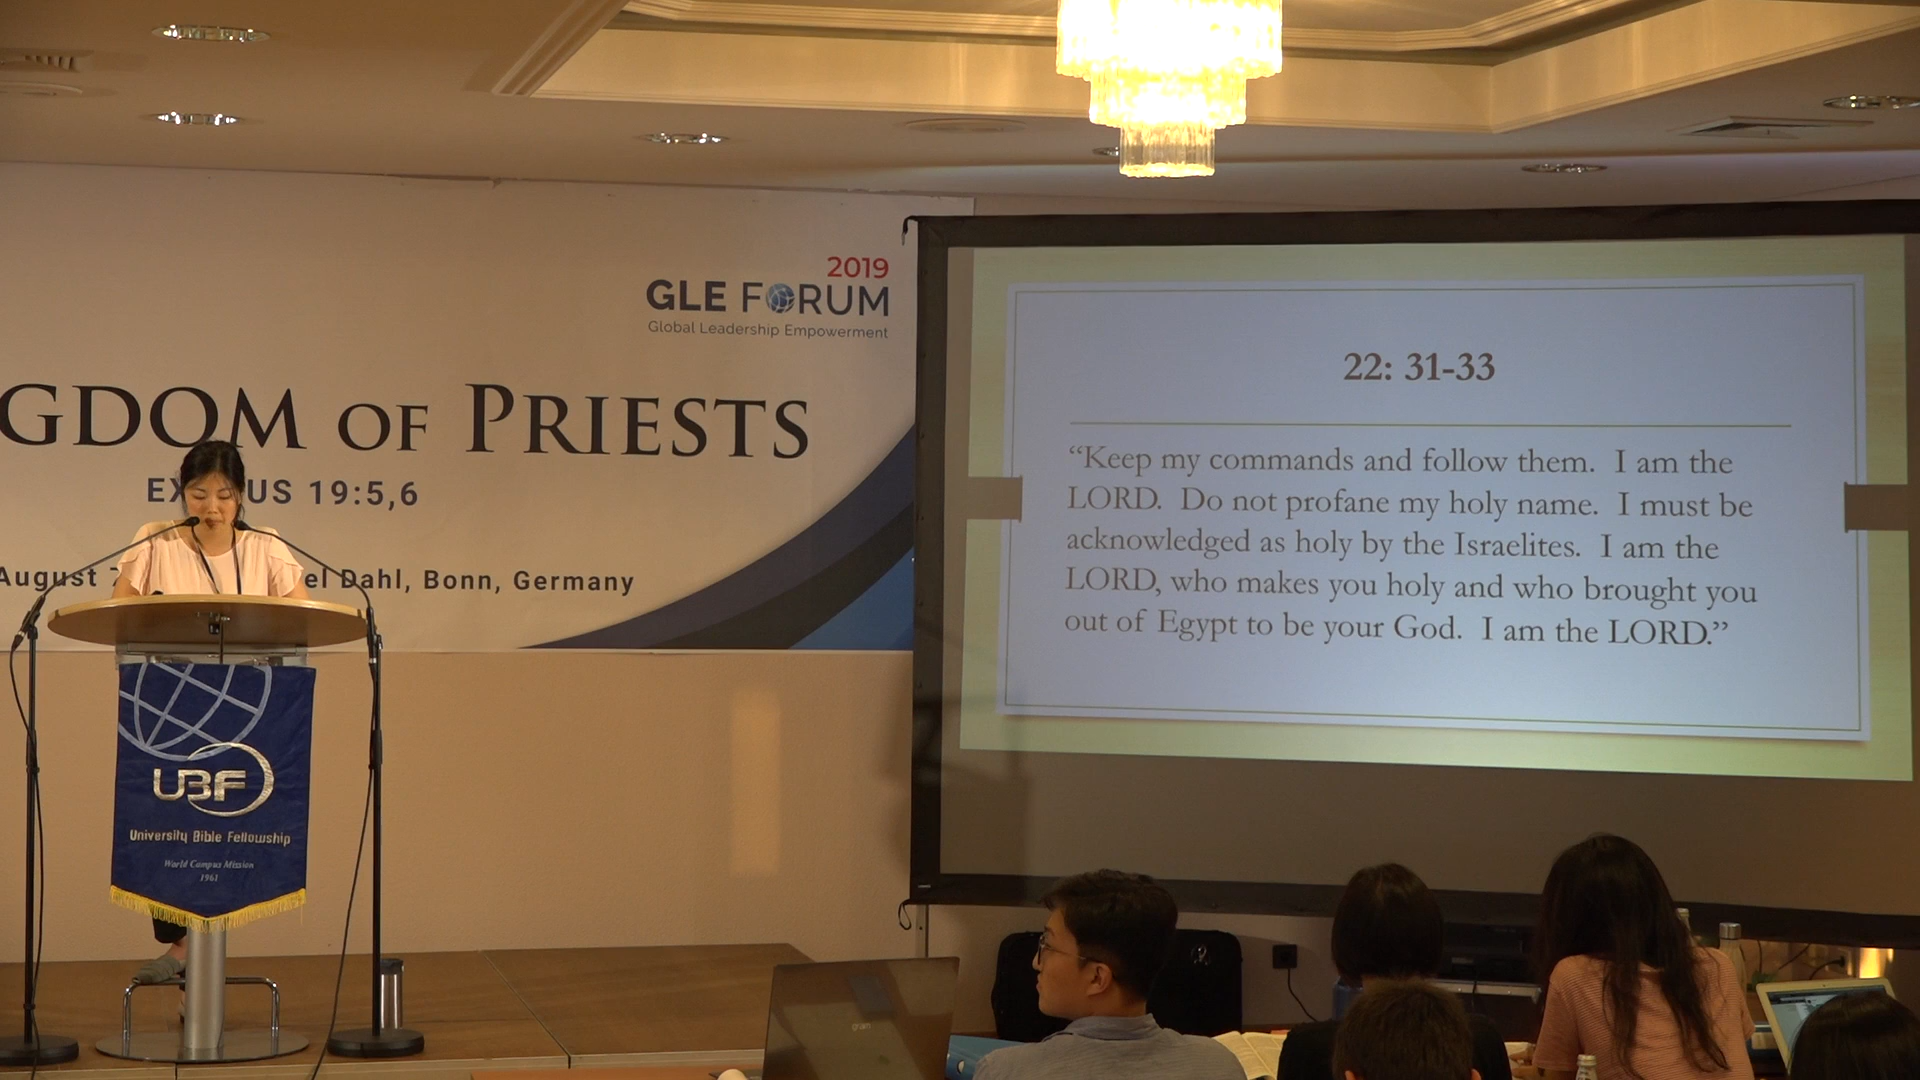 2019
GLE FORUM
Global Leadership Empowerment
GDOM OF PRIESTS
EX US 19:5,6
August 7 el Dahl, Bonn, Germany
UBF
University Bible Fellowship
World Campus Mission
1961
22: 31-33
“Keep my commands and follow them. I am the
LORD. Do not profane my holy name. I must be
acknowledged as holy by the Israelites. I am the
LORD, who makes you holy and who brought you
out of Egypt to be your God. I am the LORD.”
gram